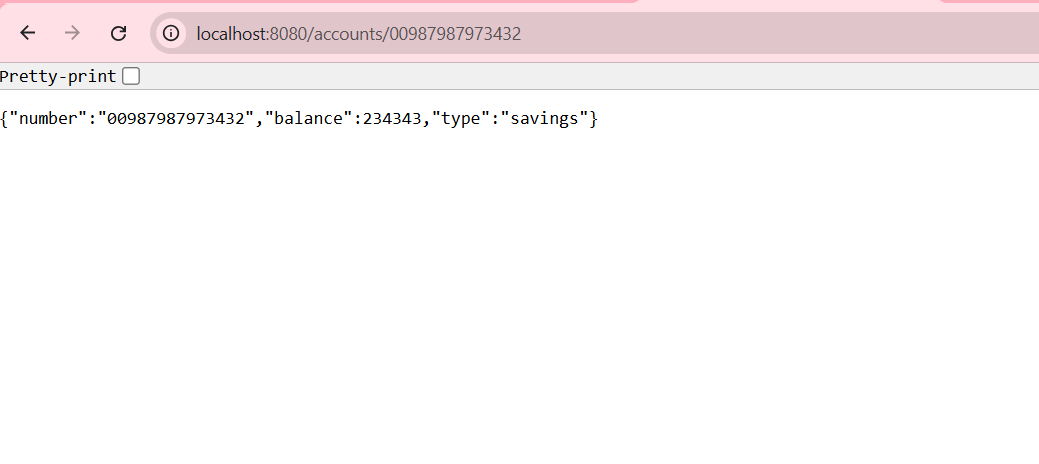 localhost:8080/accounts/00987987973432
Pretty-print
{"number":"00987987973432","balance":234343,"type":"savings"}